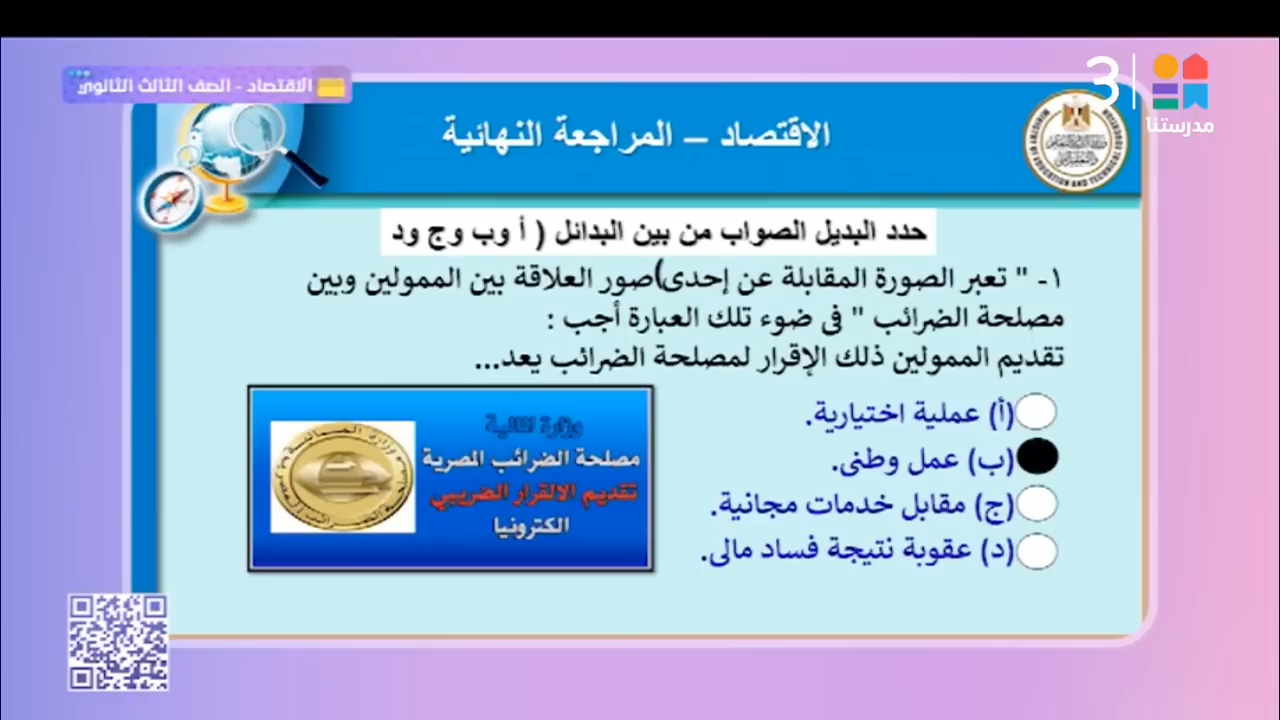 الاقتصاد - الصف الثالث الثانوي
3
مدرستنا
الاقتصاد – المراجعة النهائية
حدد البديل الصواب من بين البدائل ( أ وب وج ود
١- " تعبر الصورة المقابلة عن إحدى)صور العلاقة بين الممولين وبين
مصلحة الضرائب " فى ضوء تلك العبارة أجب :
تقديم الممولين ذلك الإقرار لمصلحة الضرائب يعد...
(أ) عملية اختيارية.
(ب) عمل وطنى.
(ج) مقابل خدمات مجانية.
(د) عقوبة نتيجة فساد مالى.
وزارة المالية
مصلحة الضرائب المصرية
تقديم الالقرار الضريبي
الكترونيا